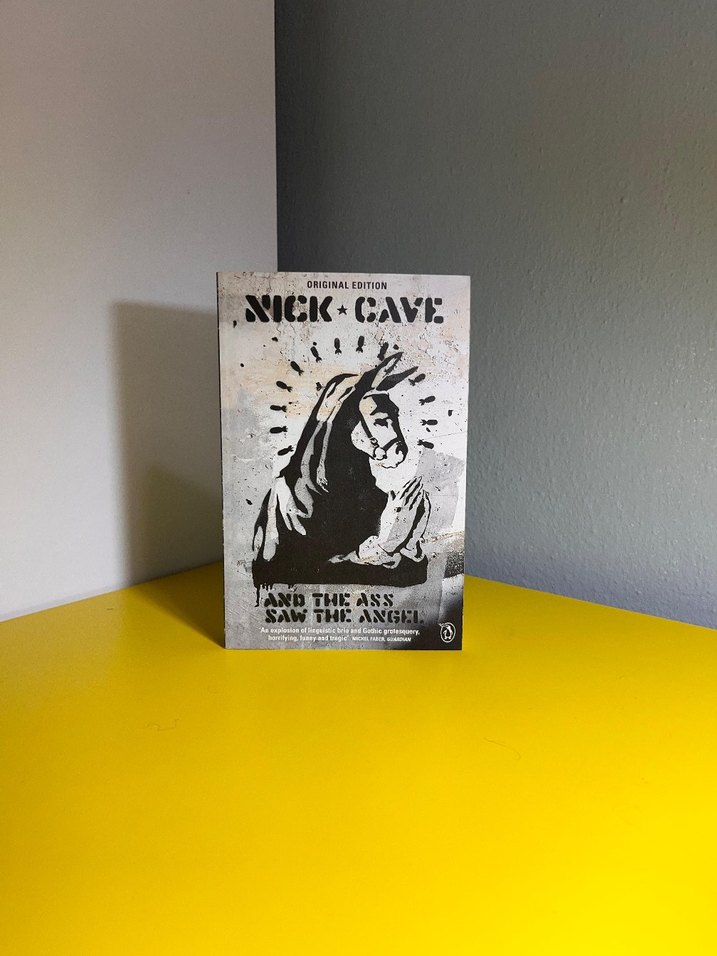 ORIGINAL EDITION
NICK ★ CAVE
AND THE ASS
SAW THE ANGEL
'An explosion of linguistic brio and Gothic grotesquery,
horrifying, funny and tragic' MICHEL FABER, GUARDIAN